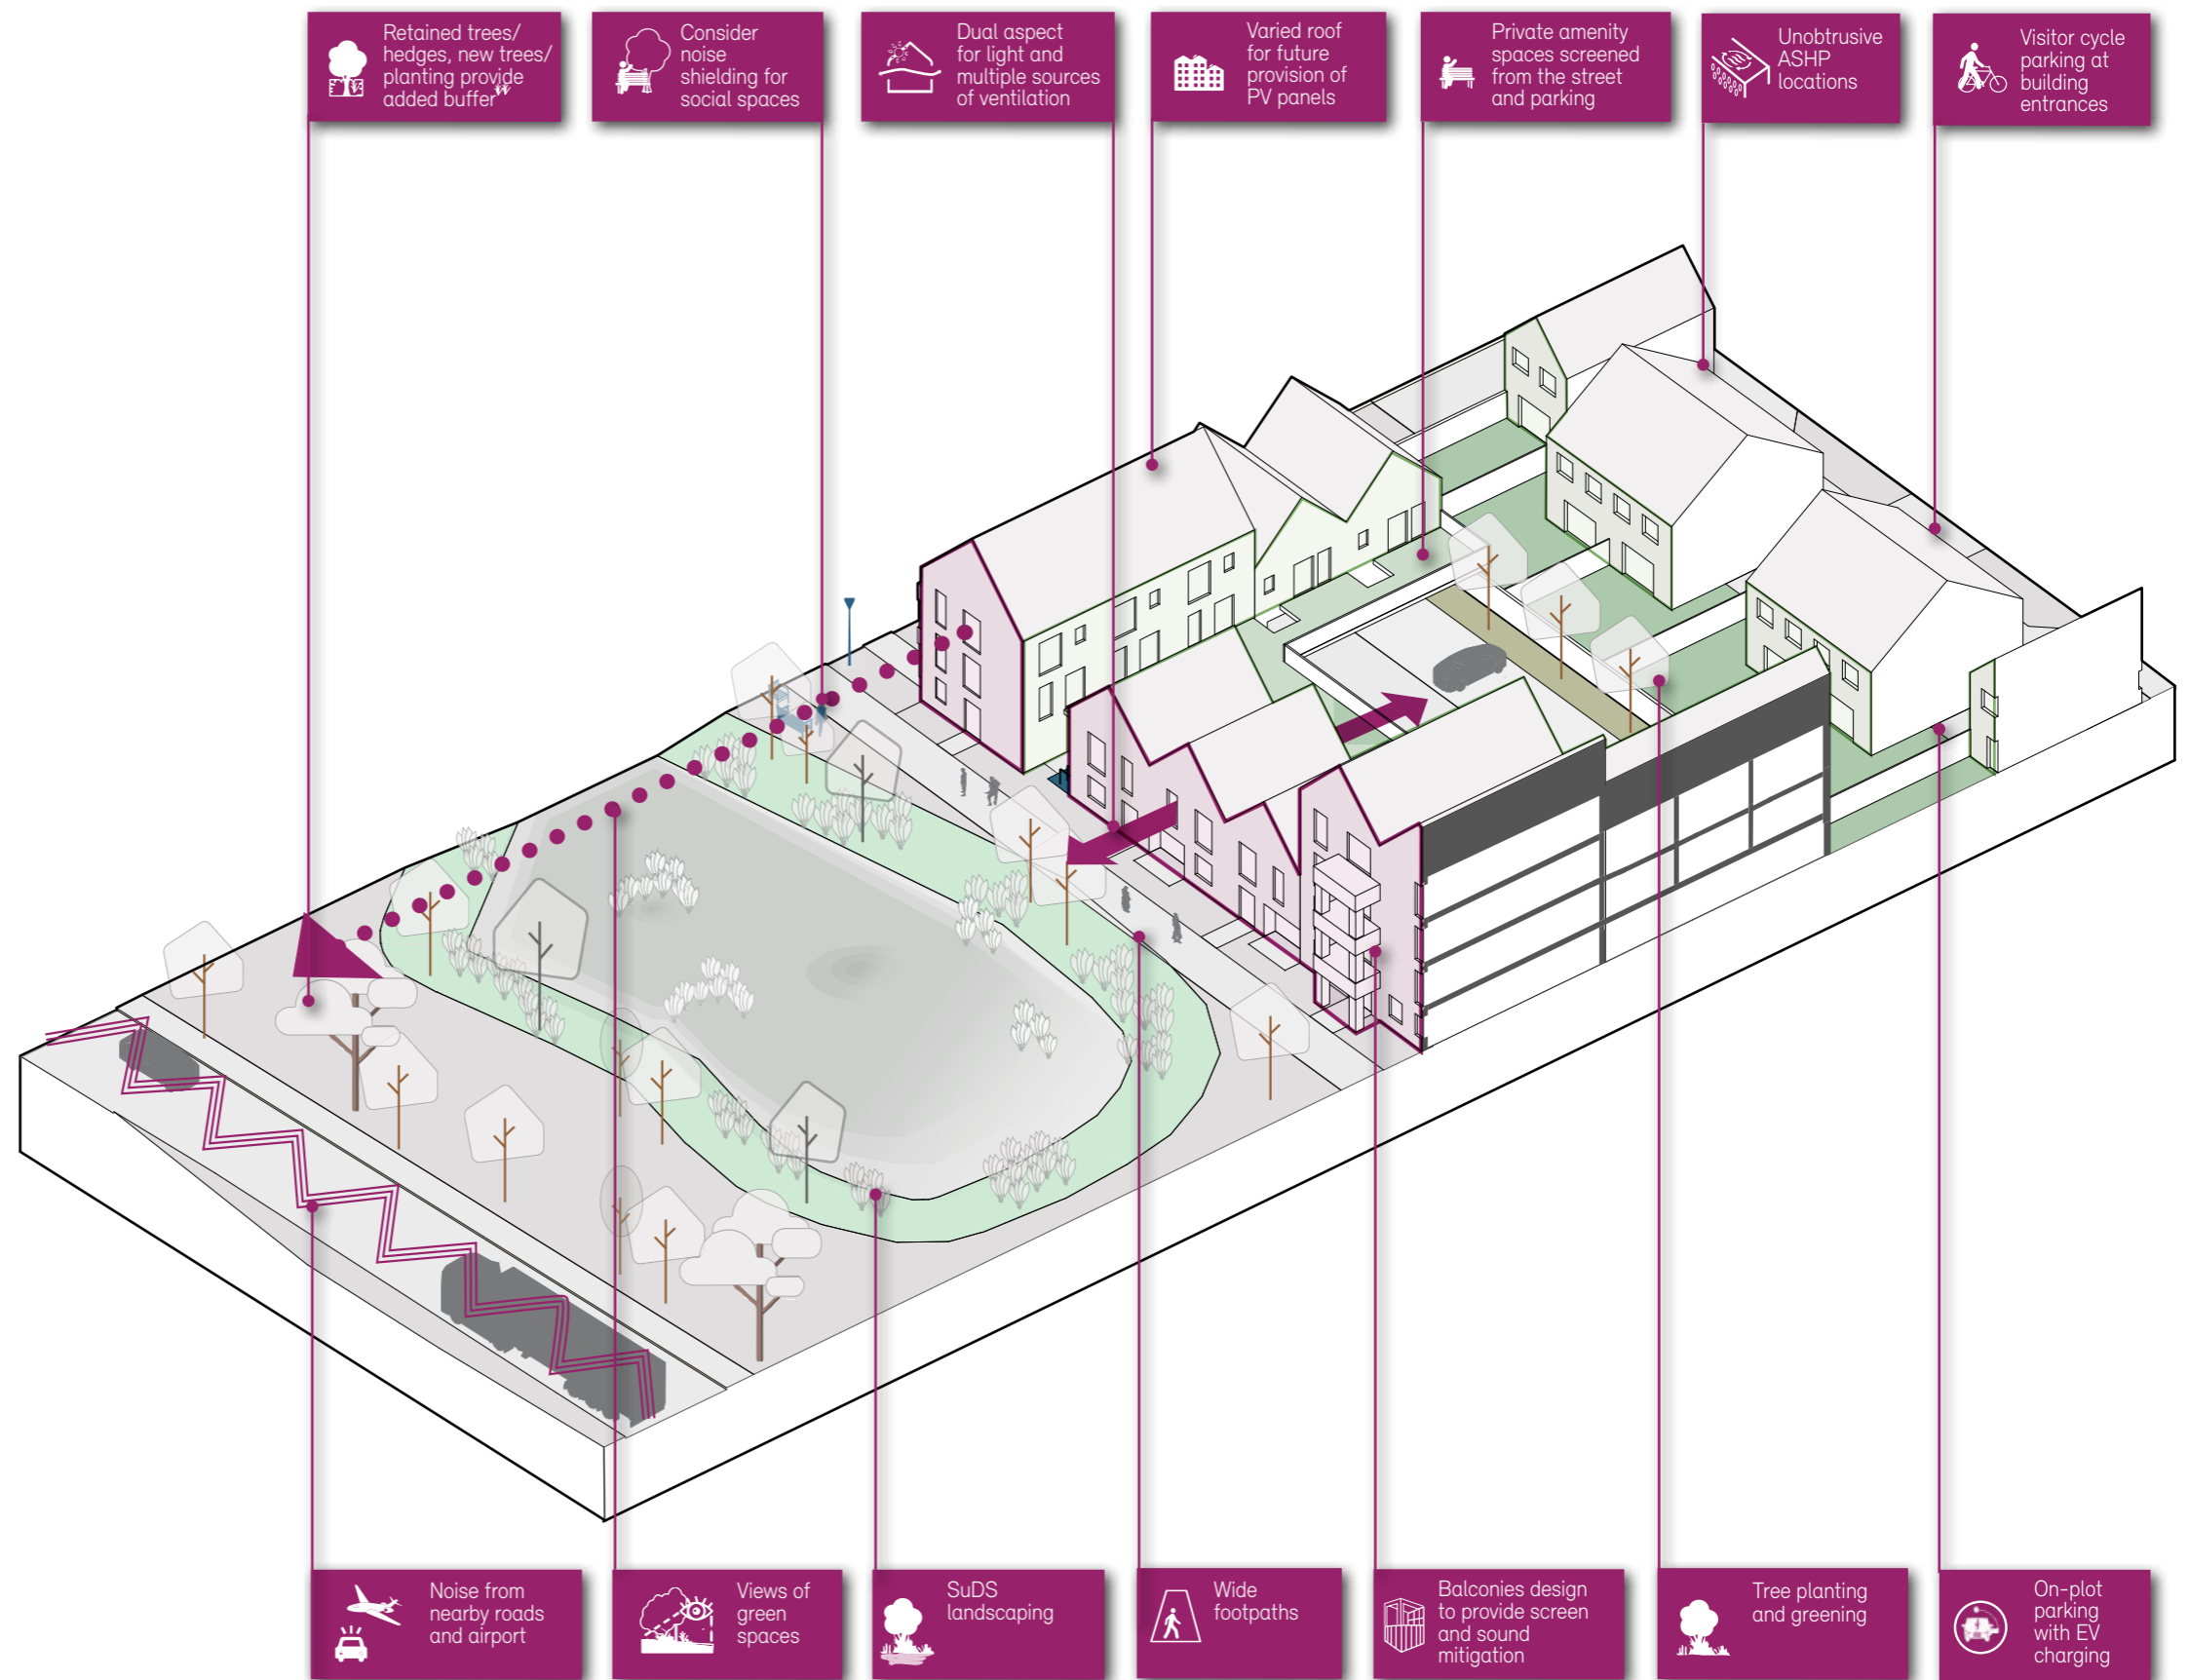 Retained trees/
hedges, new trees/
planting provide
added buffer
Consider
noise
shielding for
social spaces
Dual aspect
for light and
multiple sources
of ventilation
Varied roof
for future
provision of
PV panels
Private amenity
spaces screened
from the street
and parking
Unobtrusive
ASHP
locations
Visitor cycle
parking at
building
entrances
Noise from
nearby roads
and airport
Views of
green
spaces
SuDS
landscaping
Wide
footpaths
Balconies design
to provide screen
and sound
mitigation
Tree planting
and greening
On-plot
parking
with EV
charging